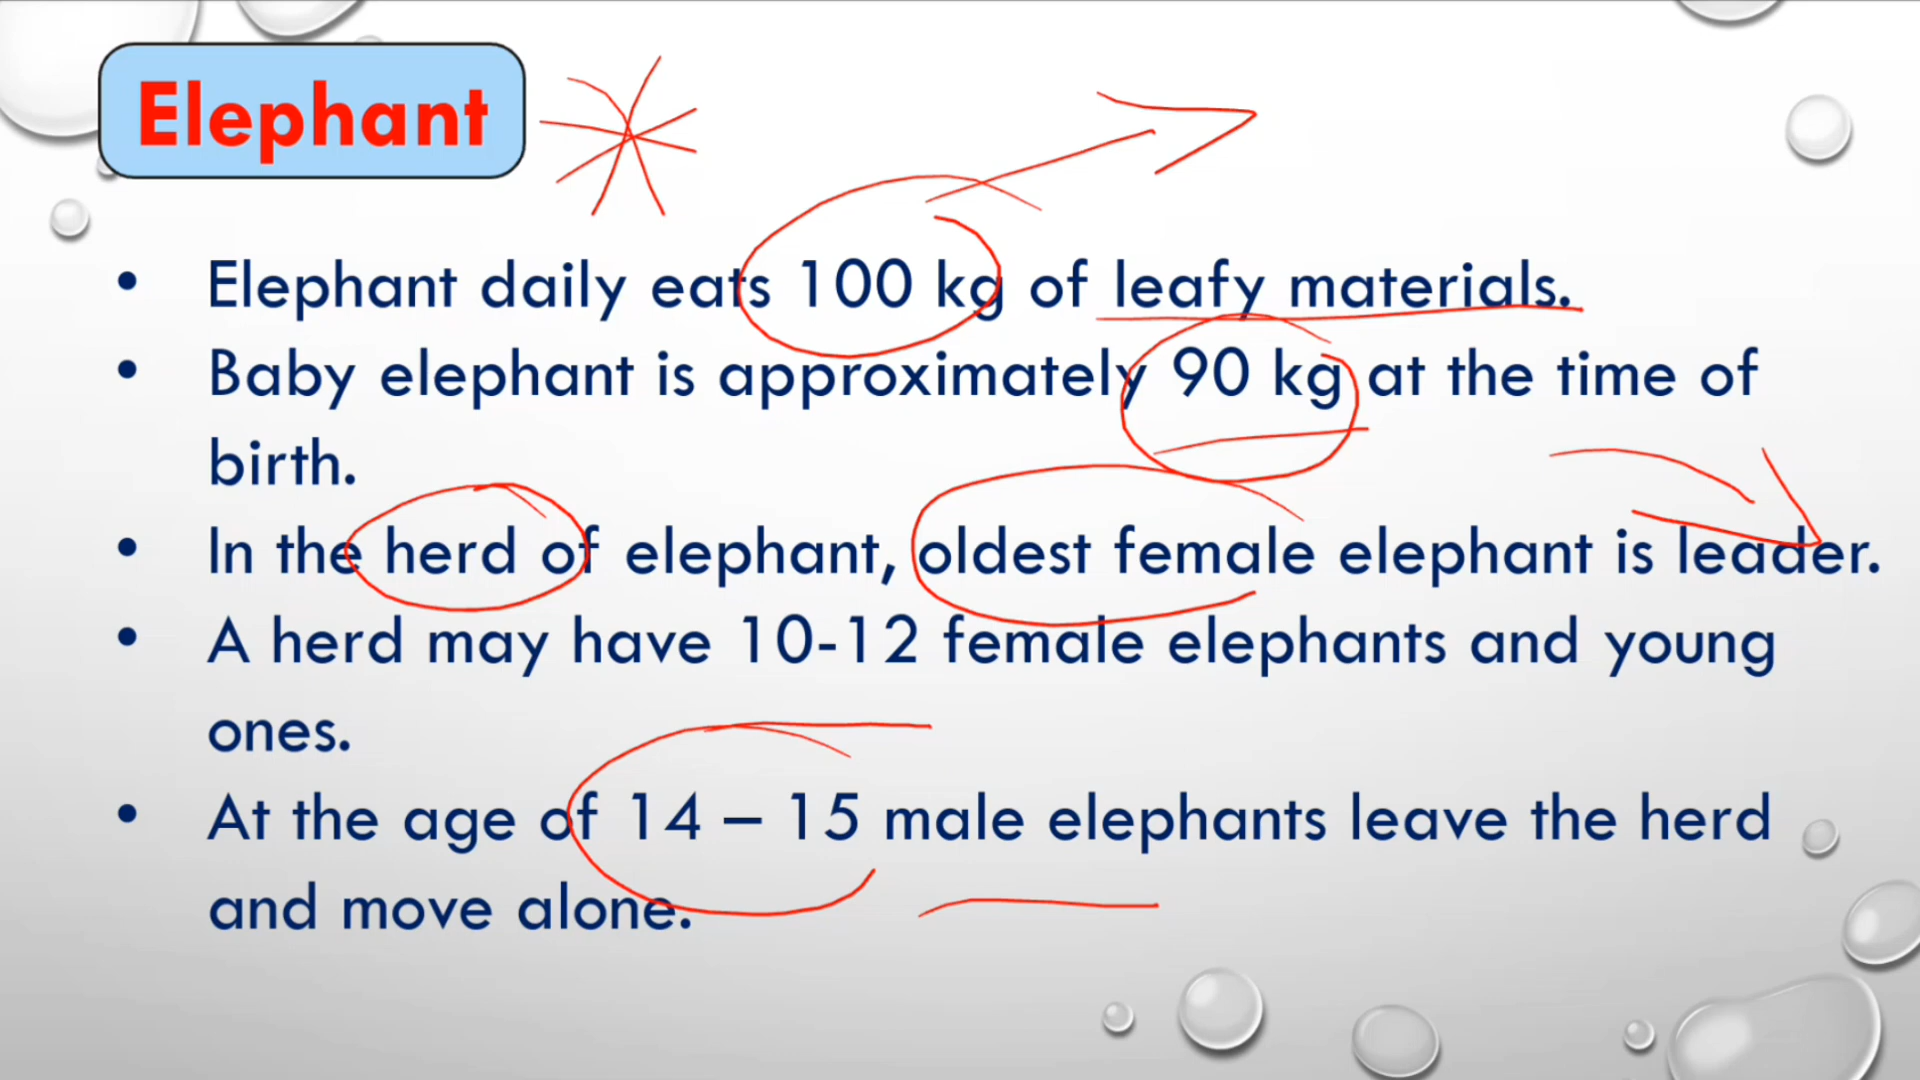 Elephant
• Elephant daily eats 100 kg of leafy materials.
• Baby elephant is approximately 90 kg at the time of
birth.
• In the herd of elephant, oldest female elephant is leader.
• A herd may have 10-12 female elephants and young
ones.
• At the age of 14 – 15 male elephants leave the herd
and move alone.